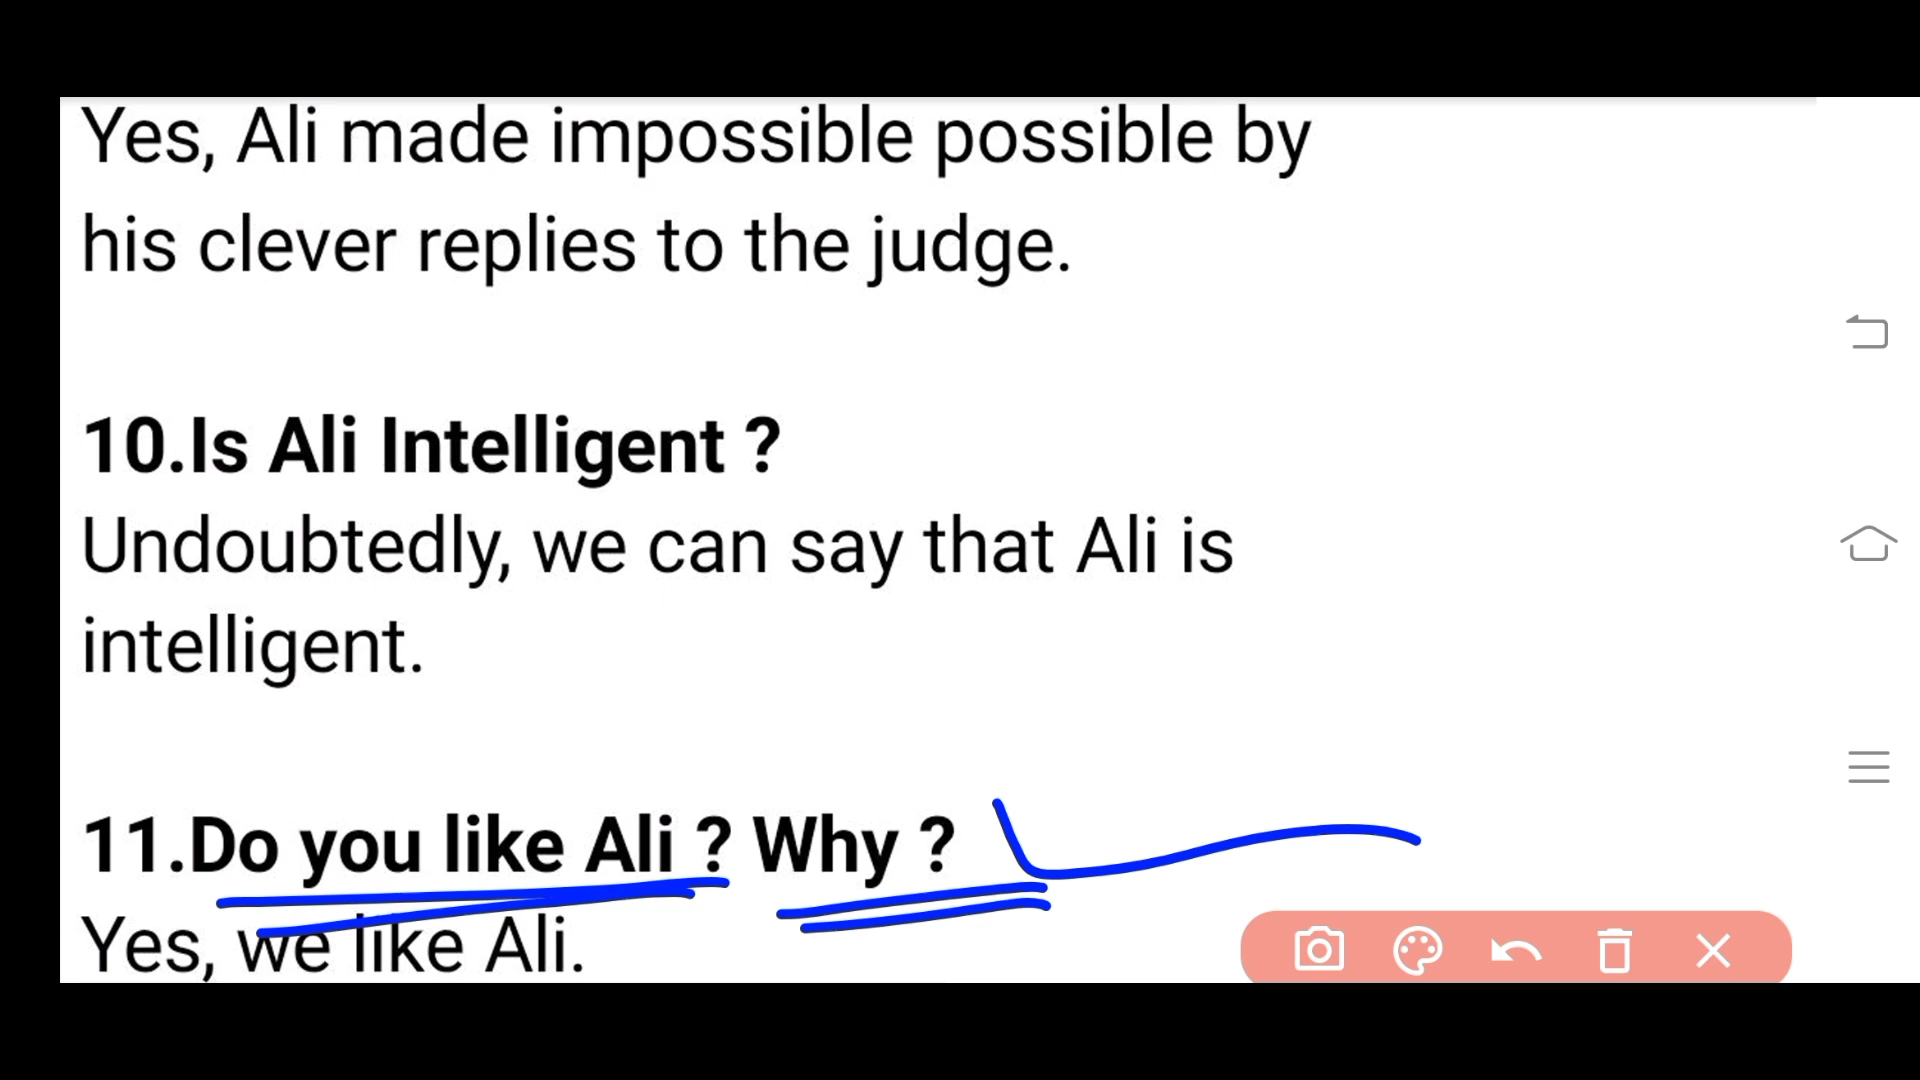 Yes, Ali made impossible possible by
his clever replies to the judge.
10.Is Ali Intelligent ?
Undoubtedly, we can say that Ali is
intelligent.
11.Do you like Ali ? Why ?
Yes, we like Ali.